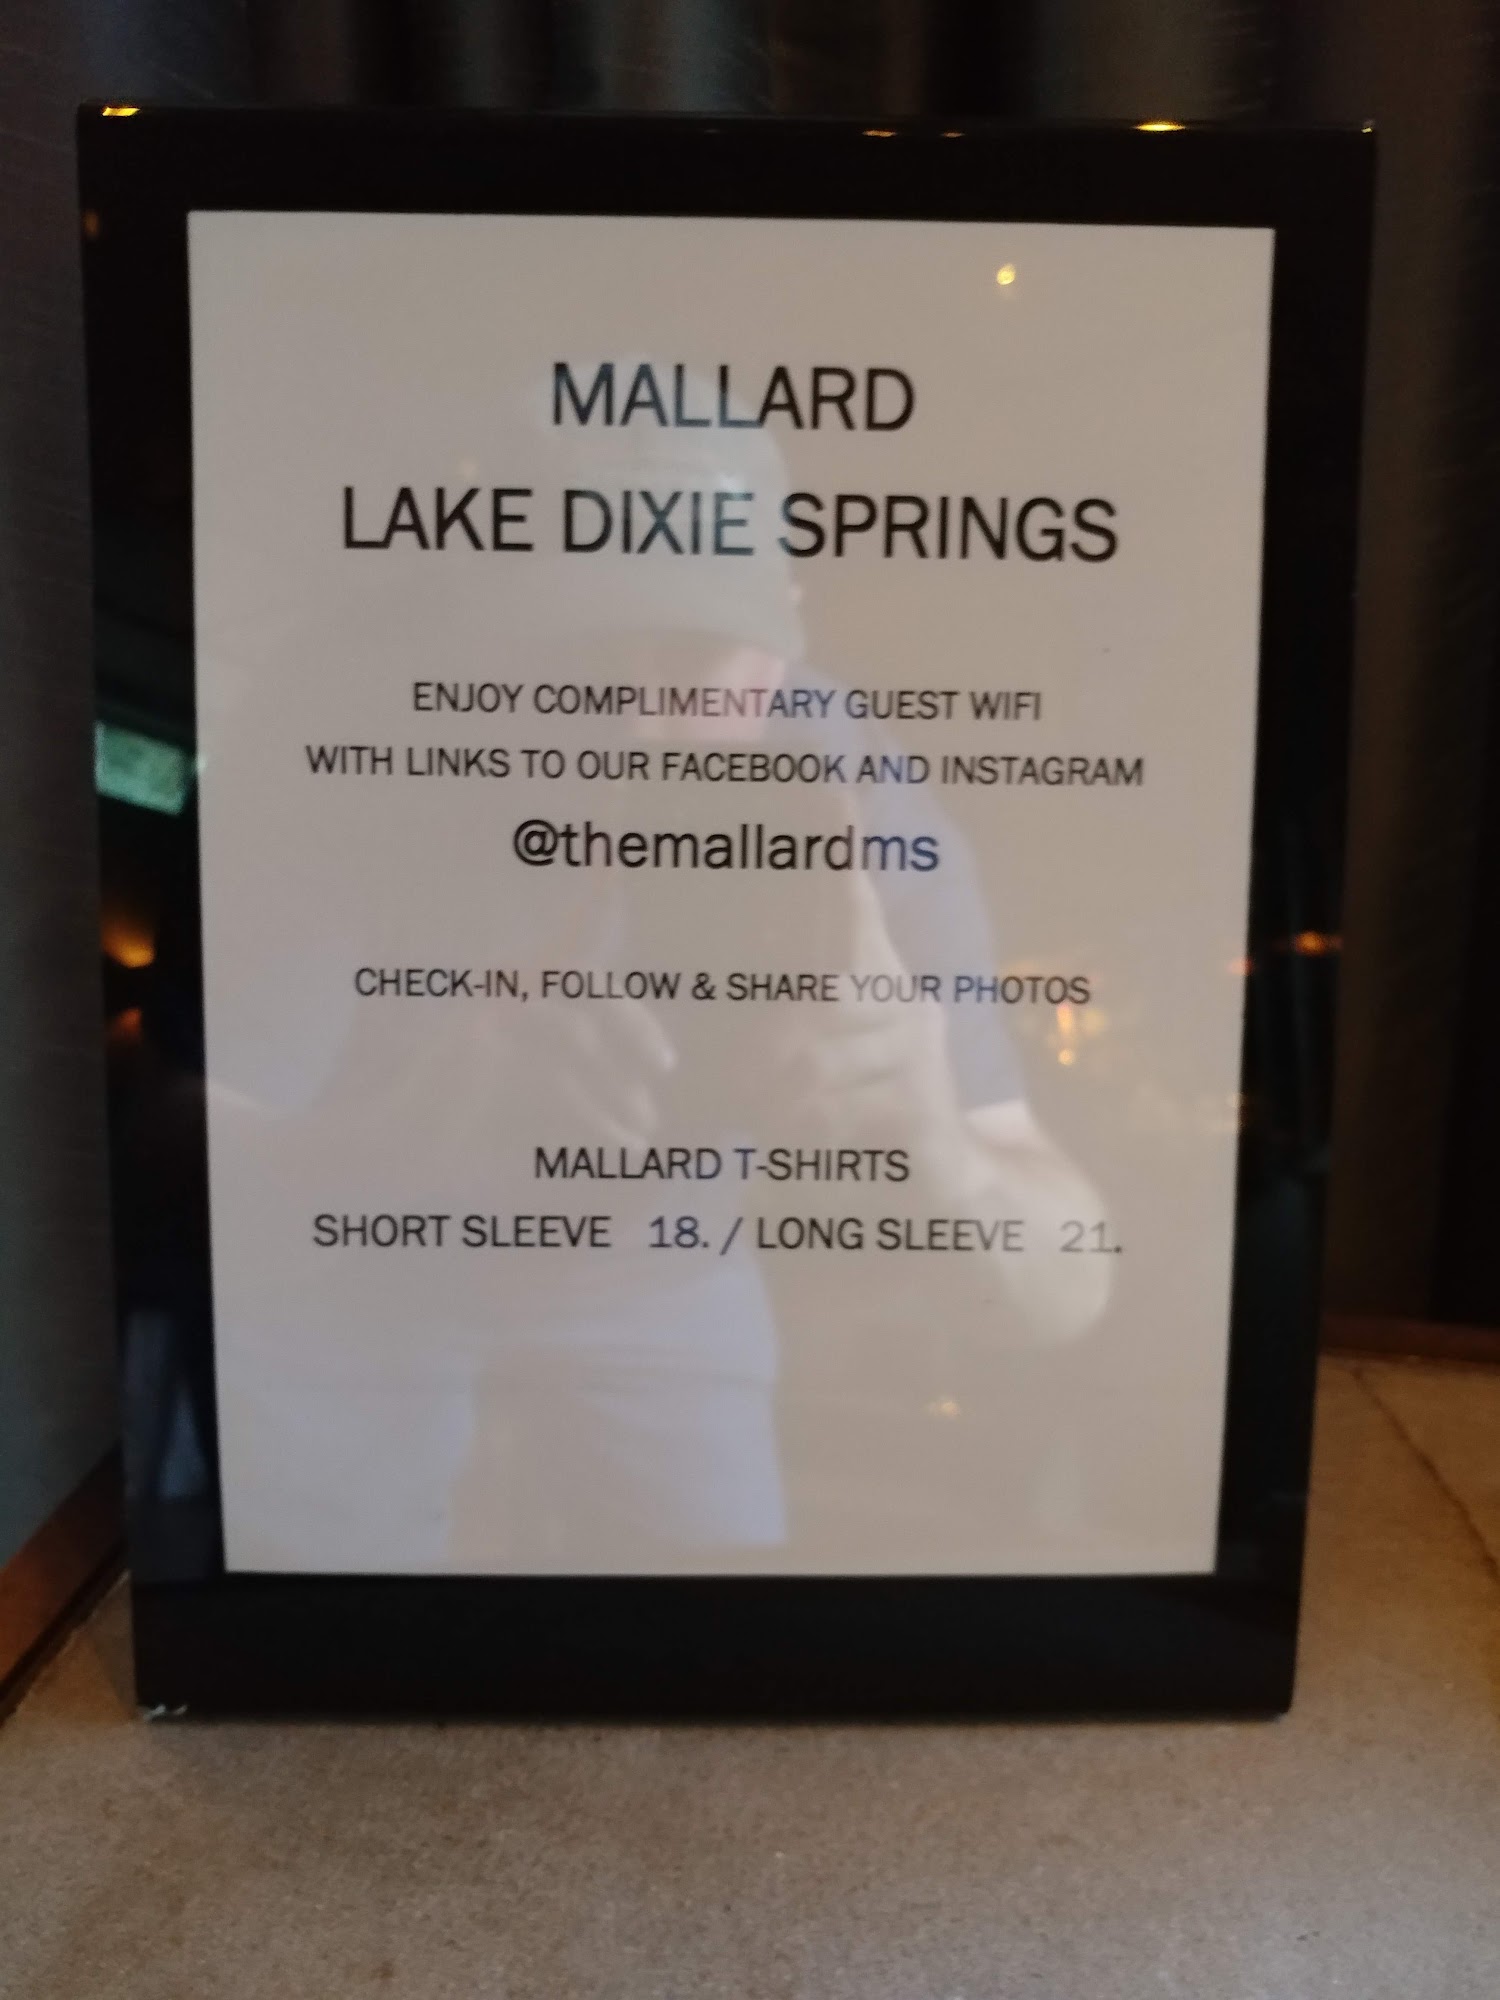 MALLARD
LAKE DIXIE SPRINGS
ENJOY COMPLIMENTARY GUEST WIFI
WITH LINKS TO OUR FACEBOOK AND INSTAGRAM
@themallardms
CHECK-IN, FOLLOW & SHARE YOUR PHOTOS
MALLARD T-SHIRTS
SHORT SLEEVE 18. / LONG SLEEVE 21.